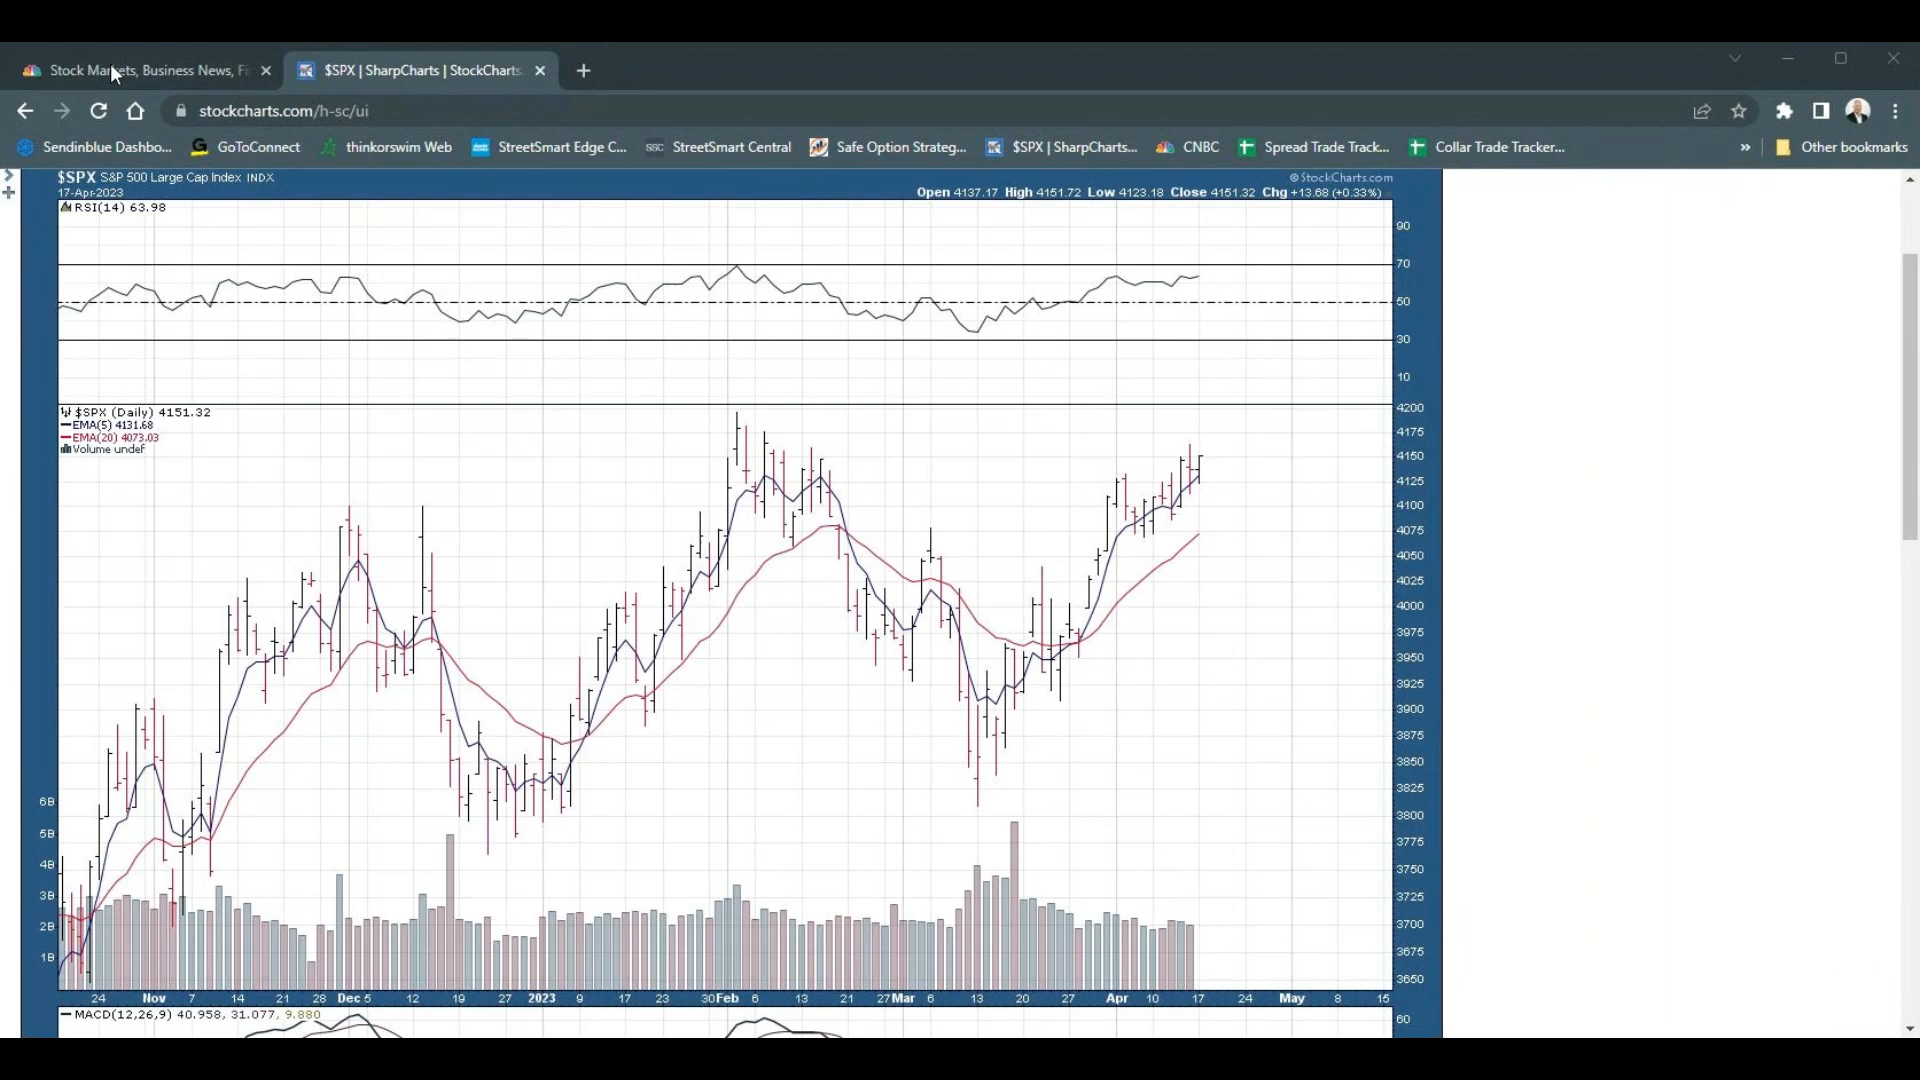 Stock Markets, Business News, Fi
$SPX | SharpCharts | StockCharts.
stockcharts.com/h-sc/ui
Sendinblue Dashbo... GoToConnect thinkorswim Web StreetSmart Edge C... SSC StreetSmart Central Safe Option Strateg... $SPX | SharpCharts... CNBC Spread Trade Track... Collar Trade Tracker... » Other bookmarks
$SPX S&P 500 Large Cap Index INDX © StockCharts.com
17-Apr-2023 Open 4137.17 High 4151.72 Low 4123.18 Close 4151.32 Chg +13.68 (+0.33%)
RSI(14) 63.98
90
70
50
30
10
$SPX (Daily) 4151.32
EMA(5) 4131.68
EMA(20) 4073.03
Volume undef
4200
4175
4150
4125
4100
4075
4050
4025
4000
3975
3950
3925
3900
3875
3850
3825
3800
3775
3750
3725
3700
3675
3650
6B
5B
4B
3B
2B
1B
24 Nov 7 14 21 28 Dec 5 12 19 27 2023 9 17 23 30 Feb 6 13 21 27 Mar 6 13 20 27 Apr 10 17 24 May 8 15
MACD(12,26,9) 40.958, 31.077, 9.880
60